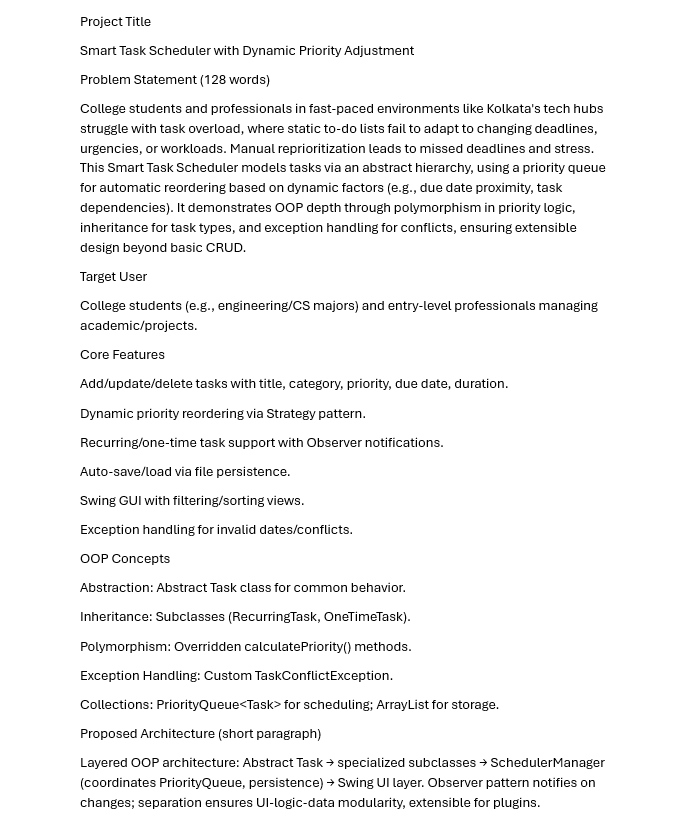 Project Title
Smart Task Scheduler with Dynamic Priority Adjustment
Problem Statement (128 words)
College students and professionals in fast-paced environments like Kolkata's tech hubs
struggle with task overload, where static to-do lists fail to adapt to changing deadlines,
urgencies, or workloads. Manual reprioritization leads to missed deadlines and stress.
This Smart Task Scheduler models tasks via an abstract hierarchy, using a priority queue
for automatic reordering based on dynamic factors (e.g., due date proximity, task
dependencies). It demonstrates OOP depth through polymorphism in priority logic,
inheritance for task types, and exception handling for conflicts, ensuring extensible
design beyond basic CRUD.
Target User
College students (e.g., engineering/CS majors) and entry-level professionals managing
academic/projects.
Core Features
Add/update/delete tasks with title, category, priority, due date, duration.
Dynamic priority reordering via Strategy pattern.
Recurring/one-time task support with Observer notifications.
Auto-save/load via file persistence.
Swing GUI with filtering/sorting views.
Exception handling for invalid dates/conflicts.
OOP Concepts
Abstraction: Abstract Task class for common behavior.
Inheritance: Subclasses (RecurringTask, OneTimeTask).
Polymorphism: Overridden calculatePriority() methods.
Exception Handling: Custom TaskConflictException.
Collections: PriorityQueue<Task> for scheduling; ArrayList for storage.
Proposed Architecture (short paragraph)
Layered OOP architecture: Abstract Task → specialized subclasses → SchedulerManager
(coordinates PriorityQueue, persistence) → Swing UI layer. Observer pattern notifies on
changes; separation ensures UI-logic-data modularity, extensible for plugins.